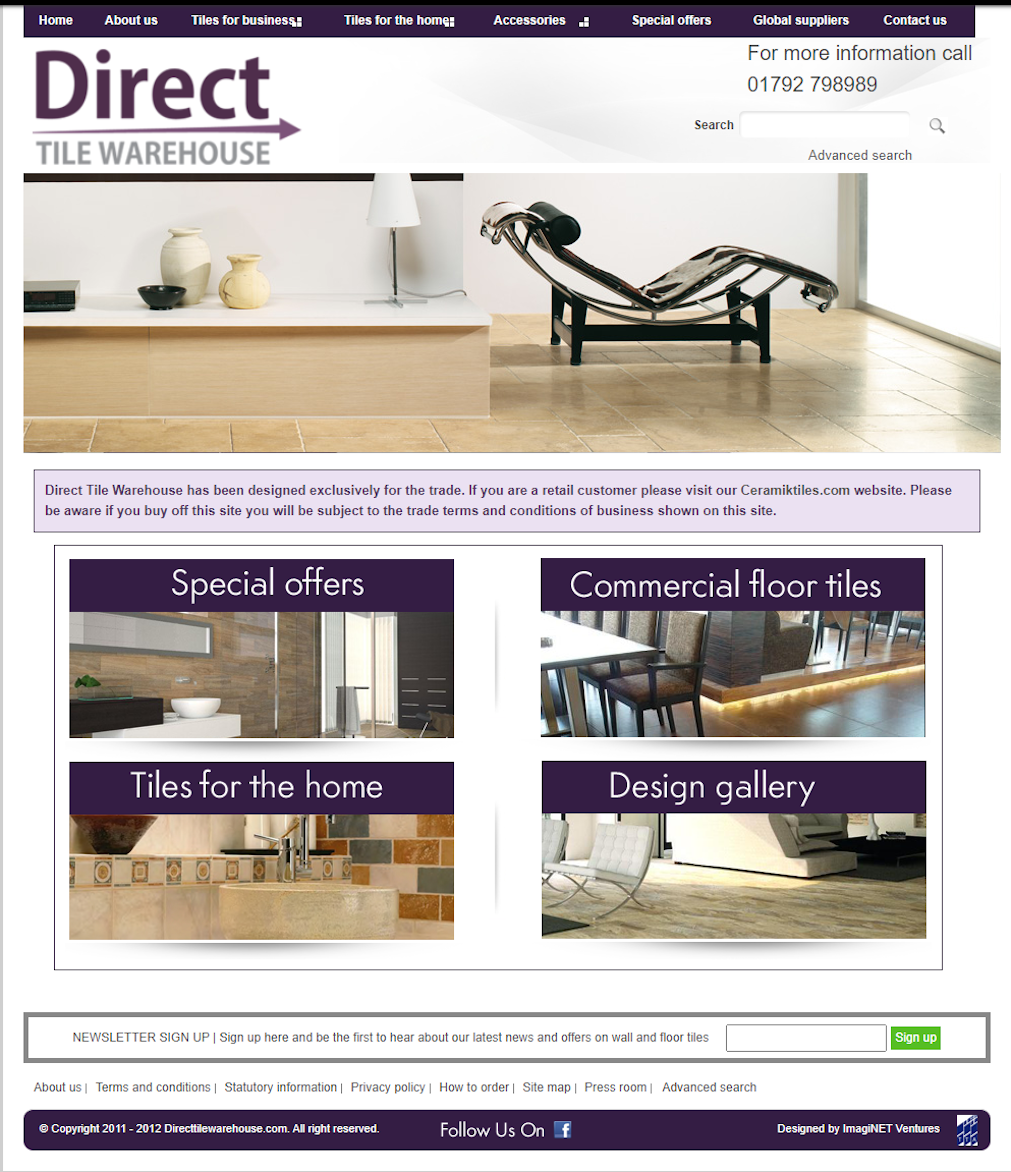 Home About us Tiles for business Tiles for the home Accessories Special offers Global suppliers Contact us
Direct
TILE WAREHOUSE
For more information call
01792 798989
Search
Advanced search
Direct Tile Warehouse has been designed exclusively for the trade. If you are a retail customer please visit our Ceramiktiles.com website. Please
be aware if you buy off this site you will be subject to the trade terms and conditions of business shown on this site.
Special offers
Commercial floor tiles
Tiles for the home
Design gallery
NEWSLETTER SIGN UP | Sign up here and be the first to hear about our latest news and offers on wall and floor tiles Sign up
About us | Terms and conditions | Statutory information | Privacy policy | How to order | Site map | Press room | Advanced search
© Copyright 2011 - 2012 Directtilewarehouse.com. All right reserved. Follow Us On f Designed by ImagiNET Ventures